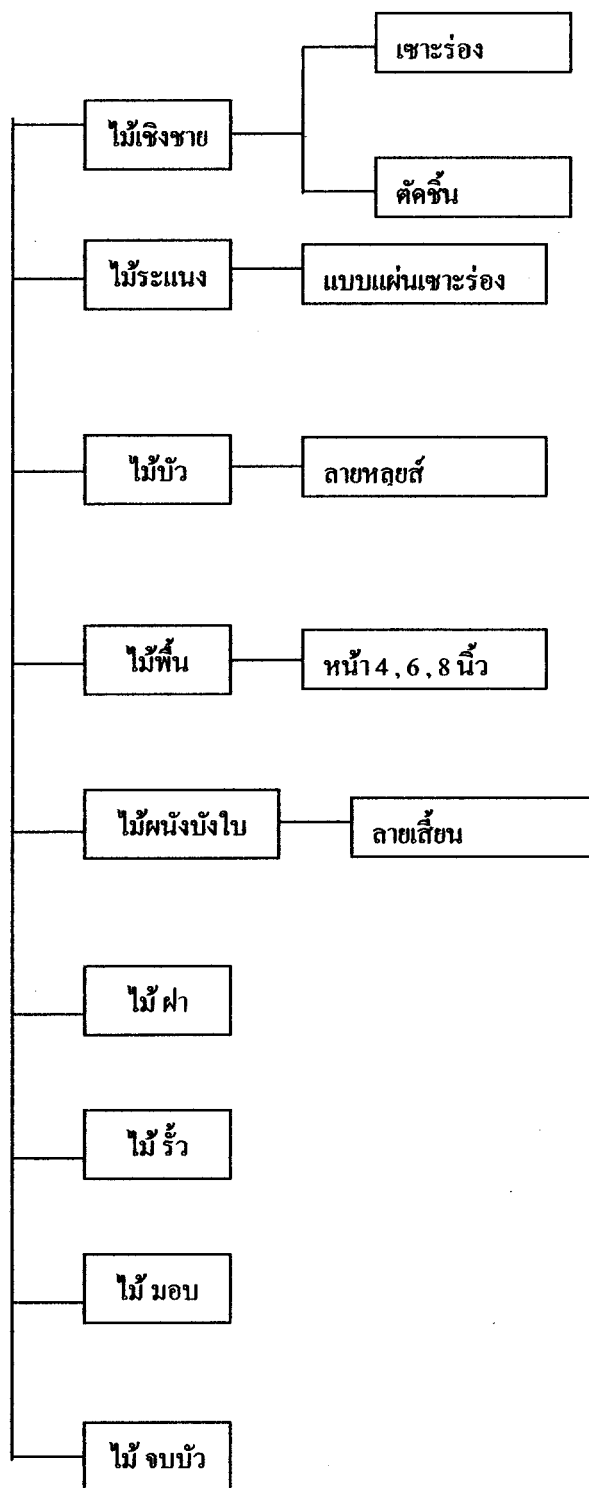 เซาะร่อง
ไม้เชิงชาย
ตัดชิ้น
ไม้ระแนง
แบบแผ่นเซาะร่อง
ไม้บัว
ลายหลุยส์
ไม้พื้น
หน้า 4 , 6 , 8 นิ้ว
ไม้ผนังบังใบ
ลายเสี้ยน
ไม้ ฝา
ไม้ รั้ว
ไม้ มอบ
ไม้ จบบัว